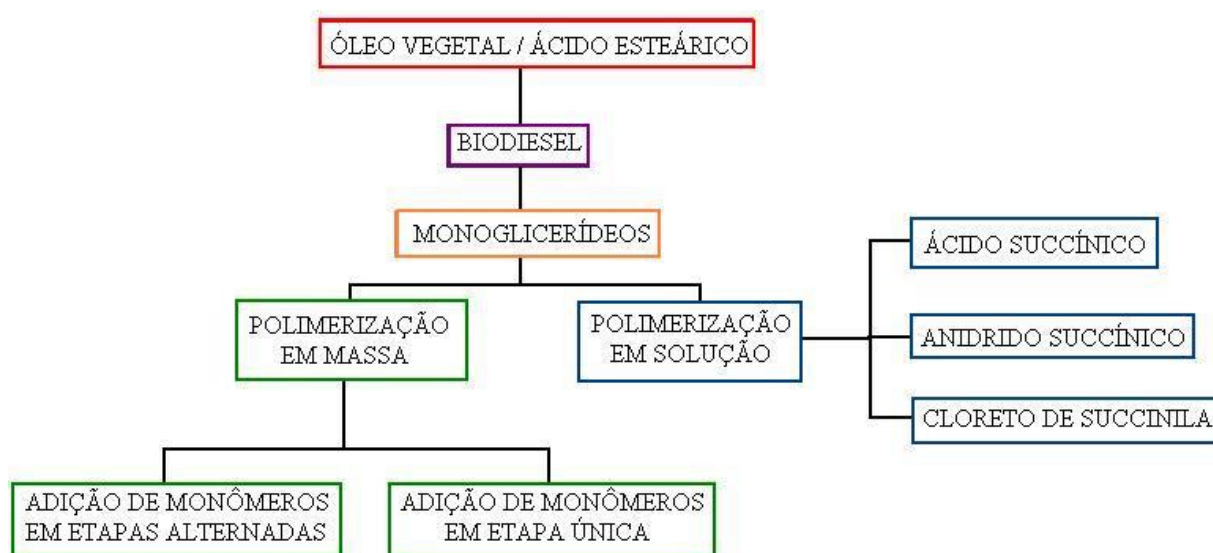 ÓLEO VEGETAL / ÁCIDO ESTEÁRICO
BIODIESEL
MONOGLICERÍDEOS
POLIMERIZAÇÃO
EM MASSA
POLIMERIZAÇÃO
EM SOLUÇÃO
ÁCIDO SUCCÍNICO
ANIDRIDO SUCCÍNICO
CLORETO DE SUCCINILA
ADIÇÃO DE MONÔMEROS
EM ETAPAS ALTERNADAS
ADIÇÃO DE MONÔMEROS
EM ETAPA ÚNICA